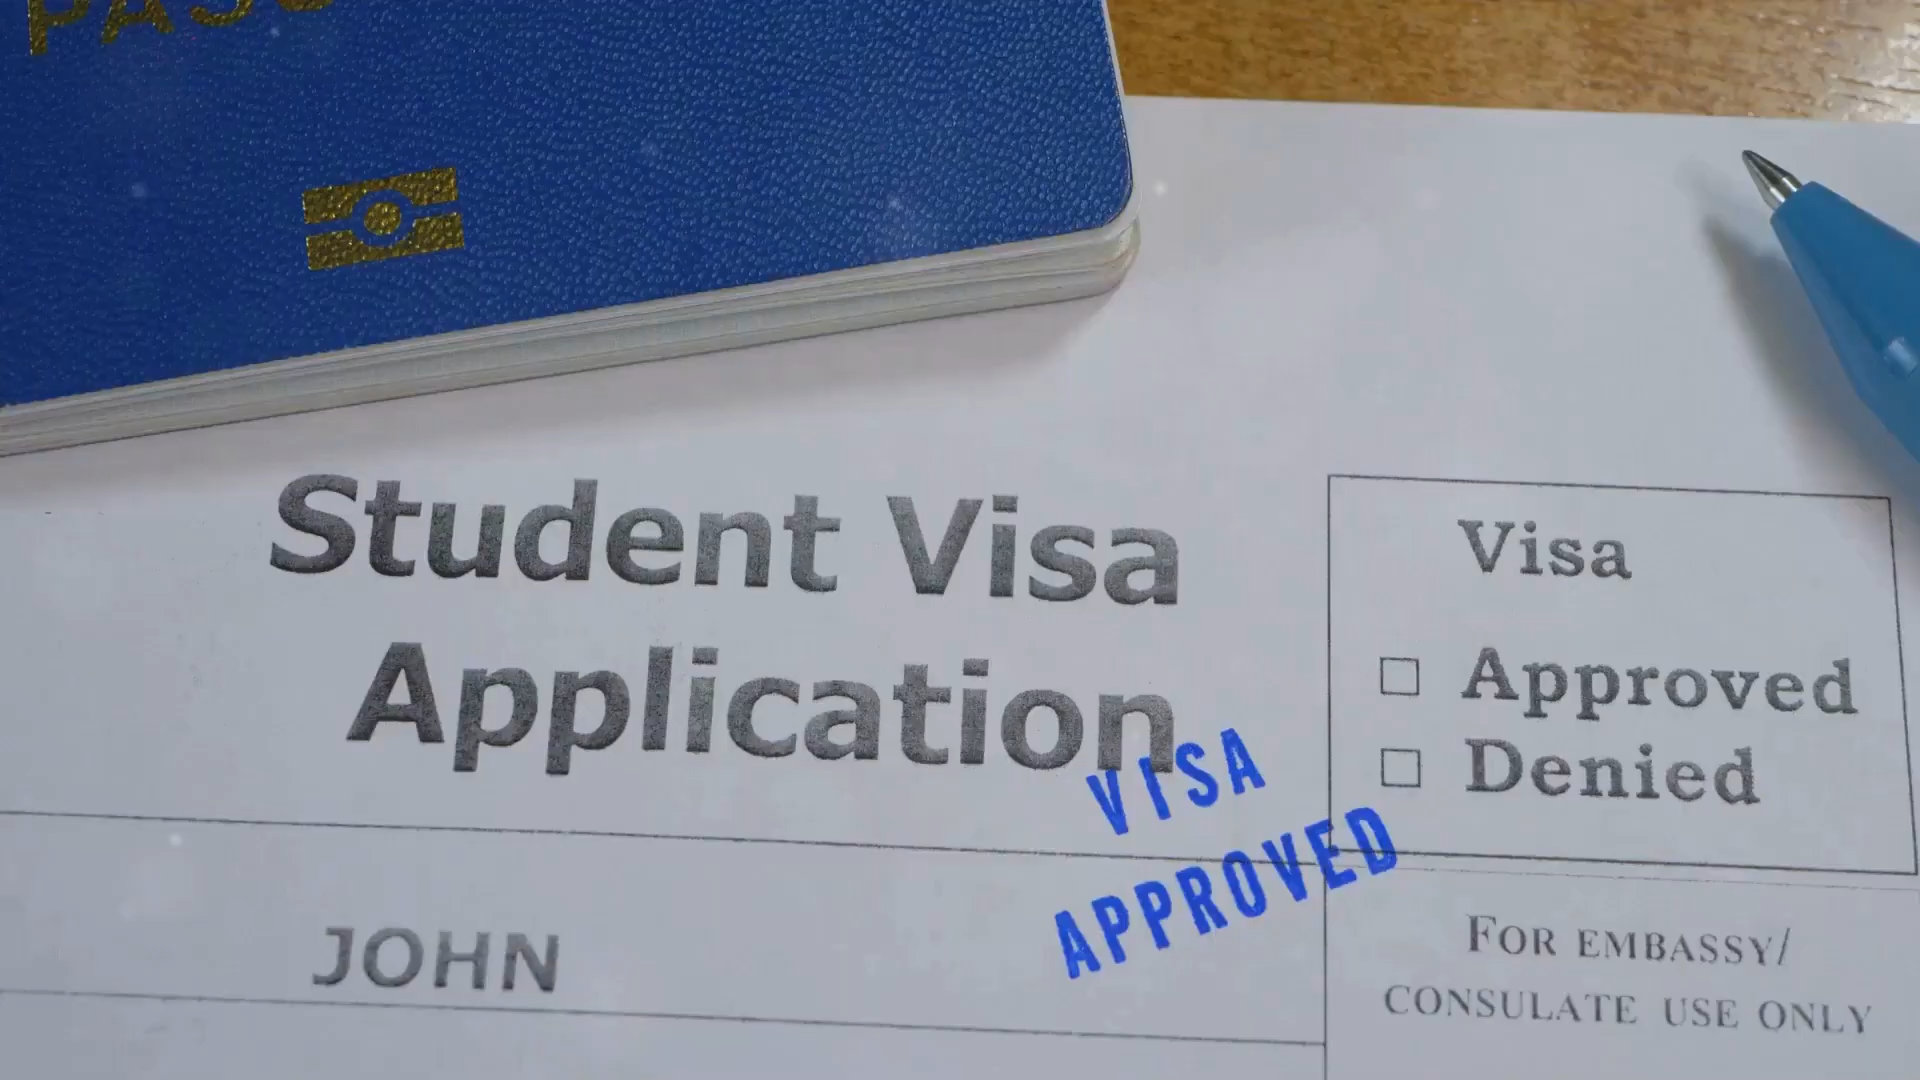 Student Visa
Application
Visa
Approved
Denied
VISA
APPROVED
JOHN
FOR EMBASSY/
CONSULATE USE ONLY